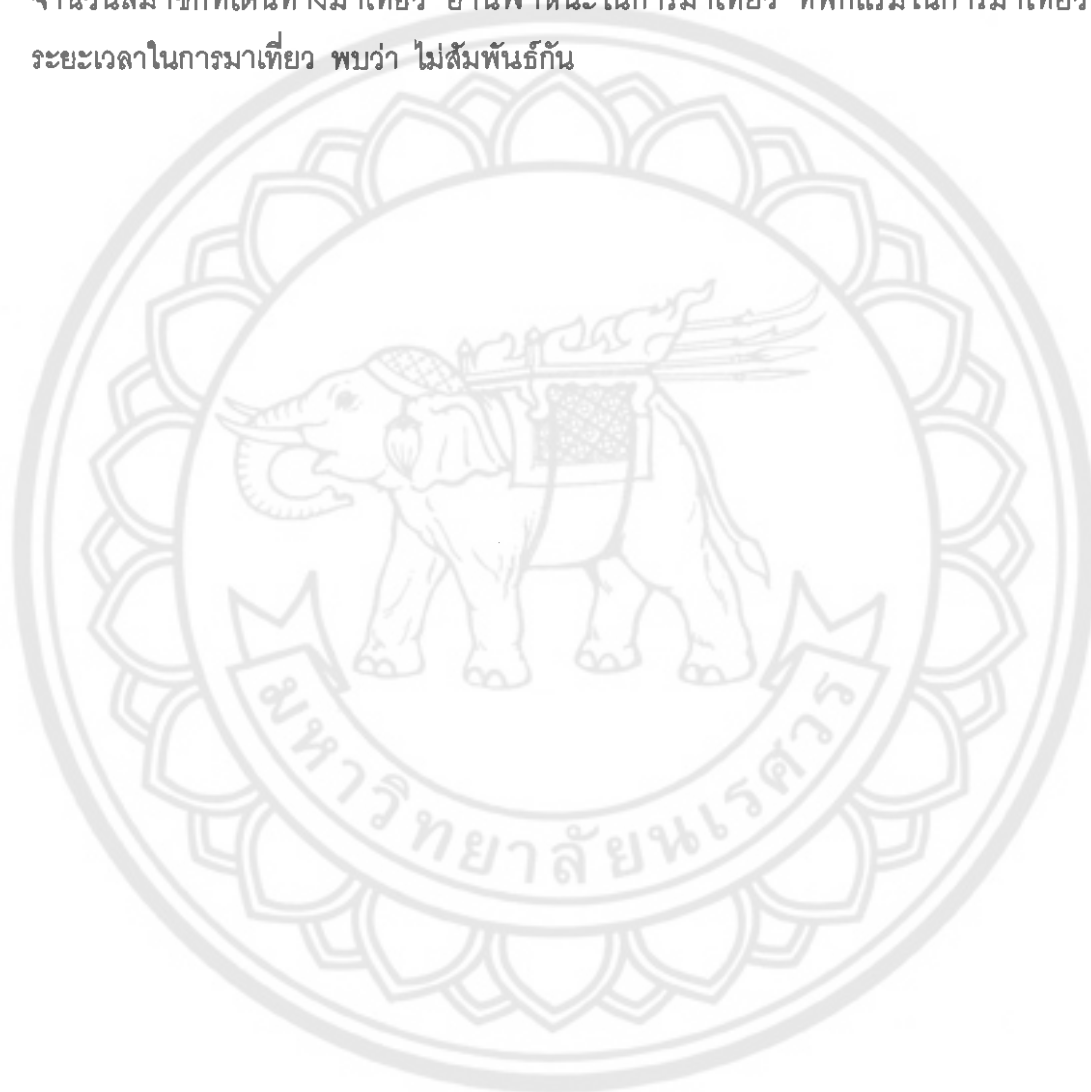 จำนวนสมาชิกที่เดินทางมาเที่ยว ยานพาหนะในการมาเที่ยว ที่พักแรมในการมาเที่ยว
ระยะเวลาในการมาเที่ยว พบว่า ไม่สัมพันธ์กัน
มหาวิทยาลัยนเรศวร